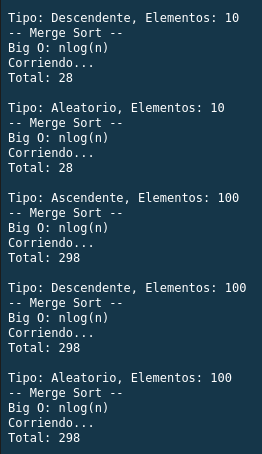 Tipo: Descendente, Elementos: 10
-- Merge Sort --
Big O: nlog(n)
Corriendo...
Total: 28
Tipo: Aleatorio, Elementos: 10
-- Merge Sort --
Big O: nlog(n)
Corriendo...
Total: 28
Tipo: Ascendente, Elementos: 100
-- Merge Sort --
Big O: nlog(n)
Corriendo...
Total: 298
Tipo: Descendente, Elementos: 100
-- Merge Sort --
Big O: nlog(n)
Corriendo...
Total: 298
Tipo: Aleatorio, Elementos: 100
-- Merge Sort --
Big O: nlog(n)
Corriendo...
Total: 298